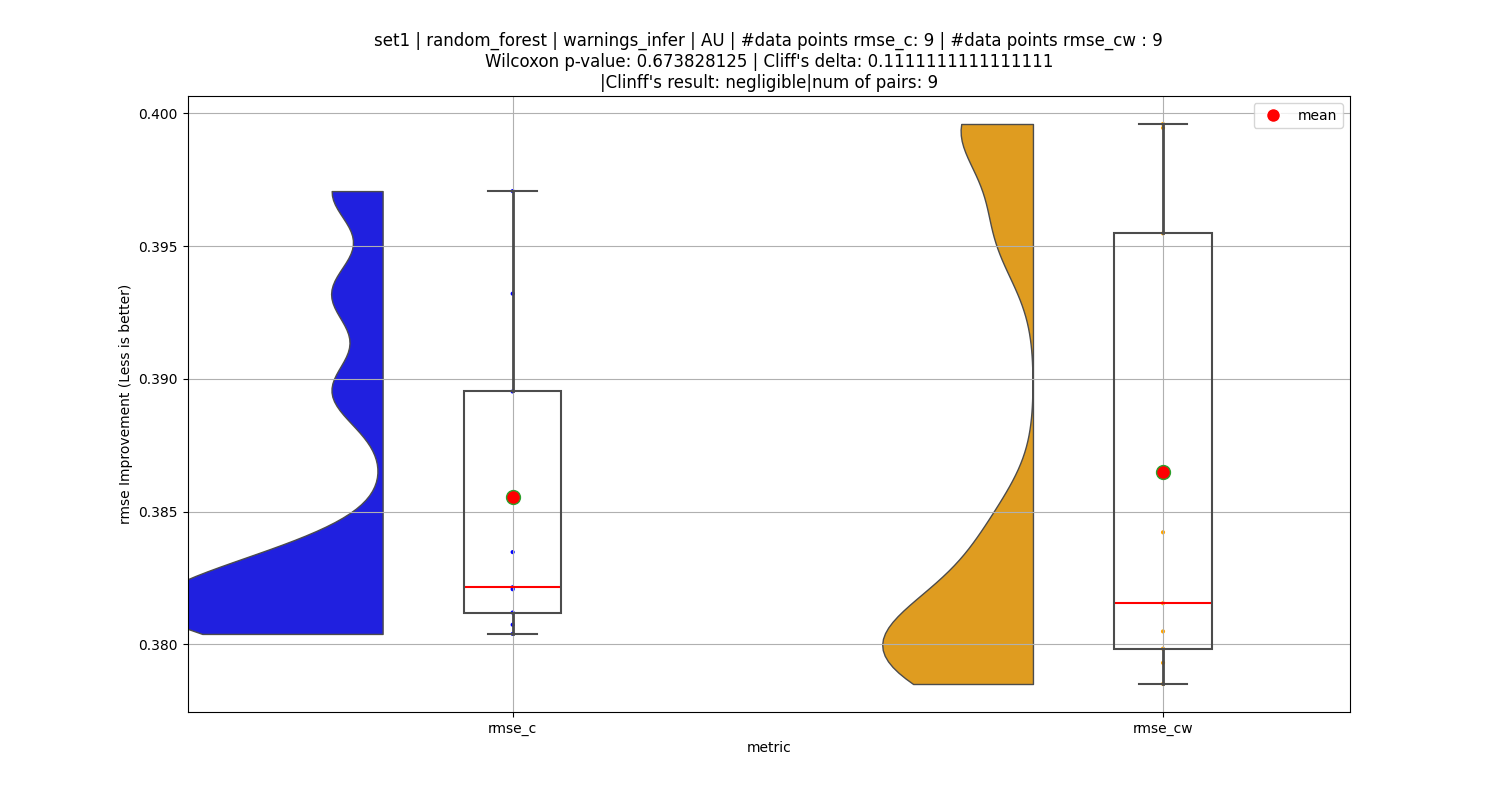 set1 | random_forest | warnings_infer | AU | #data points rmse_c: 9 | #data points rmse_cw : 9
Wilcoxon p-value: 0.673828125 | Cliff's delta: 0.1111111111111111
|Clinff's result: negligible|num of pairs: 9
mean
0.400
0.395
0.390
0.385
0.380
rmse Improvement (Less is better)
rmse_c
rmse_cw
metric